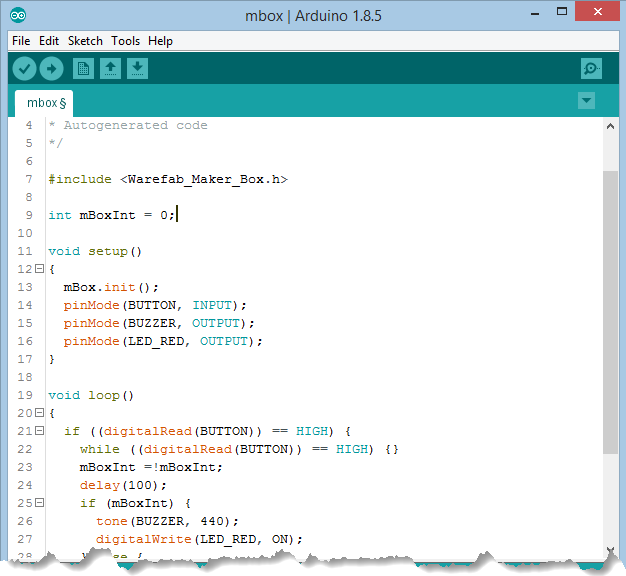 mbox | Arduino 1.8.5
File Edit Sketch Tools Help
mbox §
4 * Autogenerated code
5 */
6
7 #include <Warefab_Maker_Box.h>
8
9 int mBoxInt = 0;
10
11 void setup()
12 {
13 mBox.init();
14 pinMode(BUTTON, INPUT);
15 pinMode(BUZZER, OUTPUT);
16 pinMode(LED_RED, OUTPUT);
17 }
18
19 void loop()
20 {
21 if ((digitalRead(BUTTON)) == HIGH) {
22 while ((digitalRead(BUTTON)) == HIGH) {}
23 mBoxInt =!mBoxInt;
24 delay(100);
25 if (mBoxInt) {
26 tone(BUZZER, 440);
27 digitalWrite(LED_RED, ON);
28 } se {